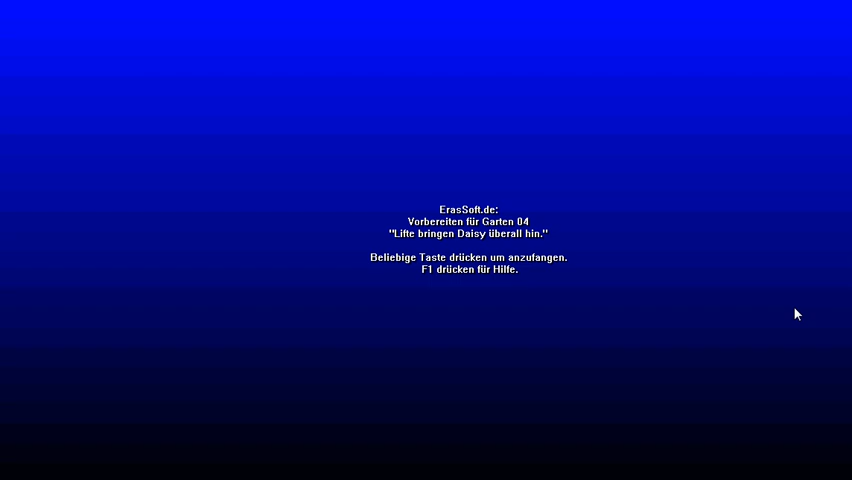 ErasSoft.de:
Vorbereiten für Garten 04
"Lifte bringen Daisy überall hin."
Beliebige Taste drücken um anzufangen.
F1 drücken für Hilfe.